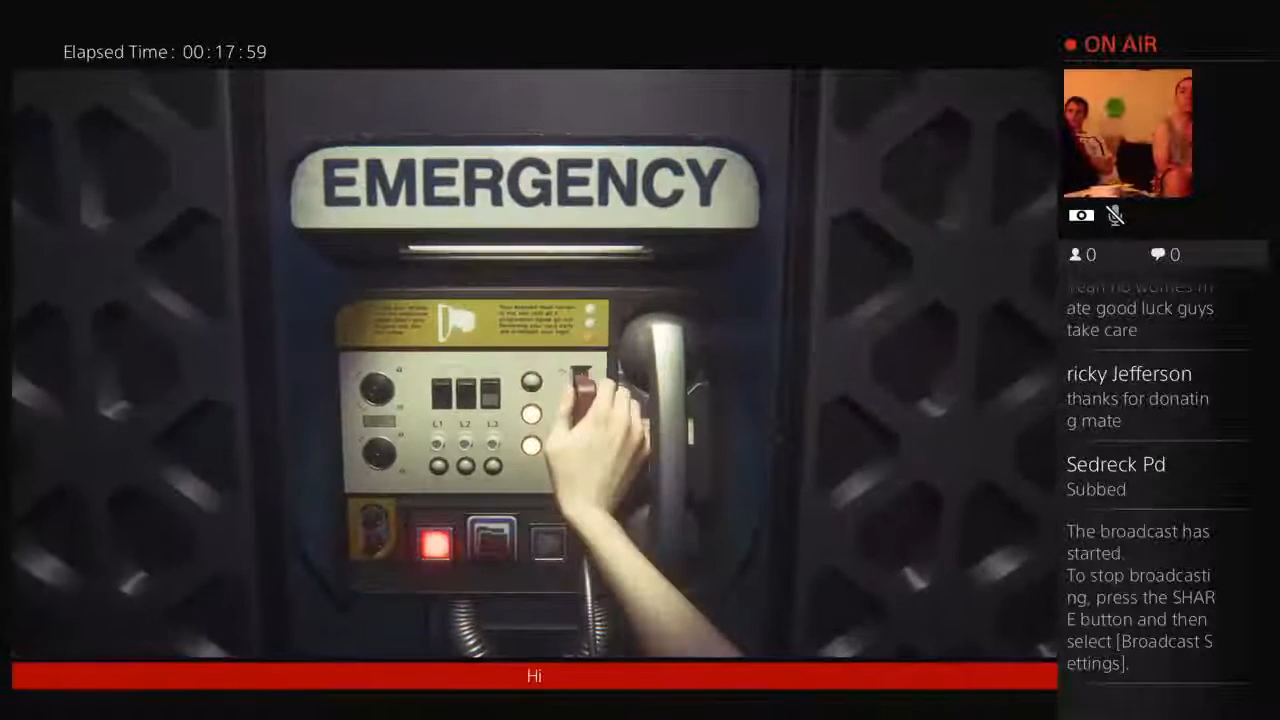 Elapsed Time: 00:17:59
ON AIR
EMERGENCY
L1 L2 L3
Hi
0 0
ate good luck guys
take care
ricky Jefferson
thanks for donatin
g mate
Sedreck Pd
Subbed
The broadcast has
started.
To stop broadcasti
ng, press the SHAR
E button and then
select [Broadcast S
ettings].